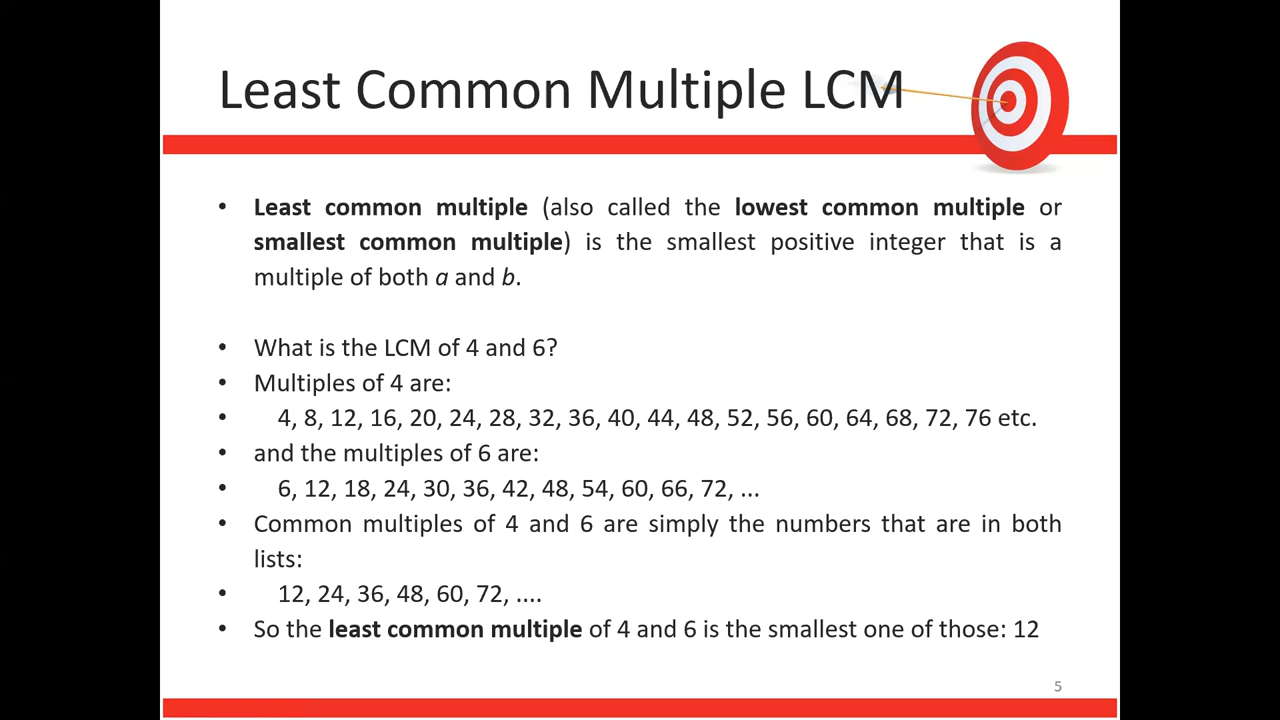 Least Common Multiple LCM
• Least common multiple (also called the lowest common multiple or
smallest common multiple) is the smallest positive integer that is a
multiple of both a and b.
• What is the LCM of 4 and 6?
• Multiples of 4 are:
• 4, 8, 12, 16, 20, 24, 28, 32, 36, 40, 44, 48, 52, 56, 60, 64, 68, 72, 76 etc.
• and the multiples of 6 are:
• 6, 12, 18, 24, 30, 36, 42, 48, 54, 60, 66, 72, ...
• Common multiples of 4 and 6 are simply the numbers that are in both
lists:
• 12, 24, 36, 48, 60, 72, ....
• So the least common multiple of 4 and 6 is the smallest one of those: 12
5